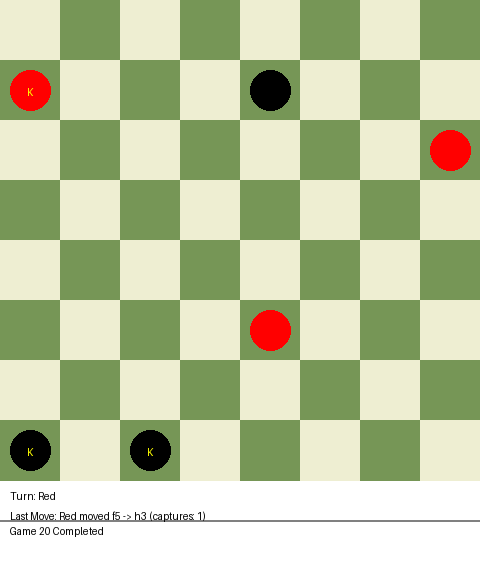 K
K
K
Turn: Red
Last Move: Red moved f5 -> h3 (captures: 1)
Game 20 Completed